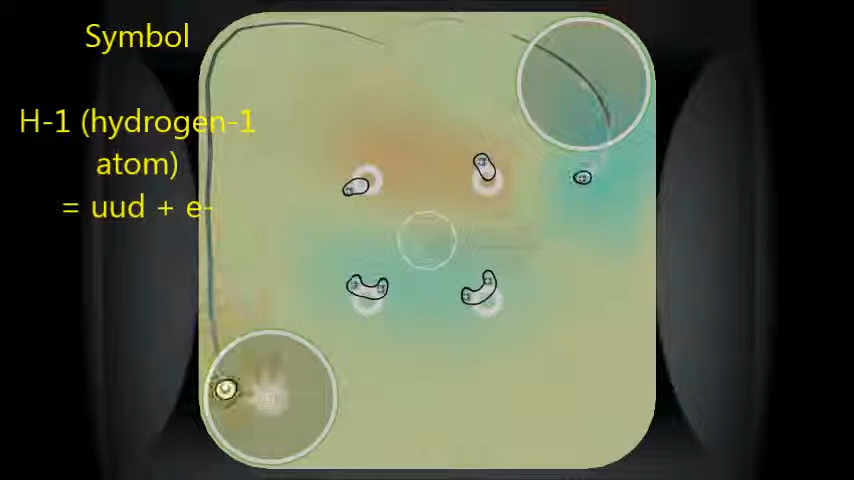 Symbol
H-1 (hydrogen-1
atom)
= uud + e-